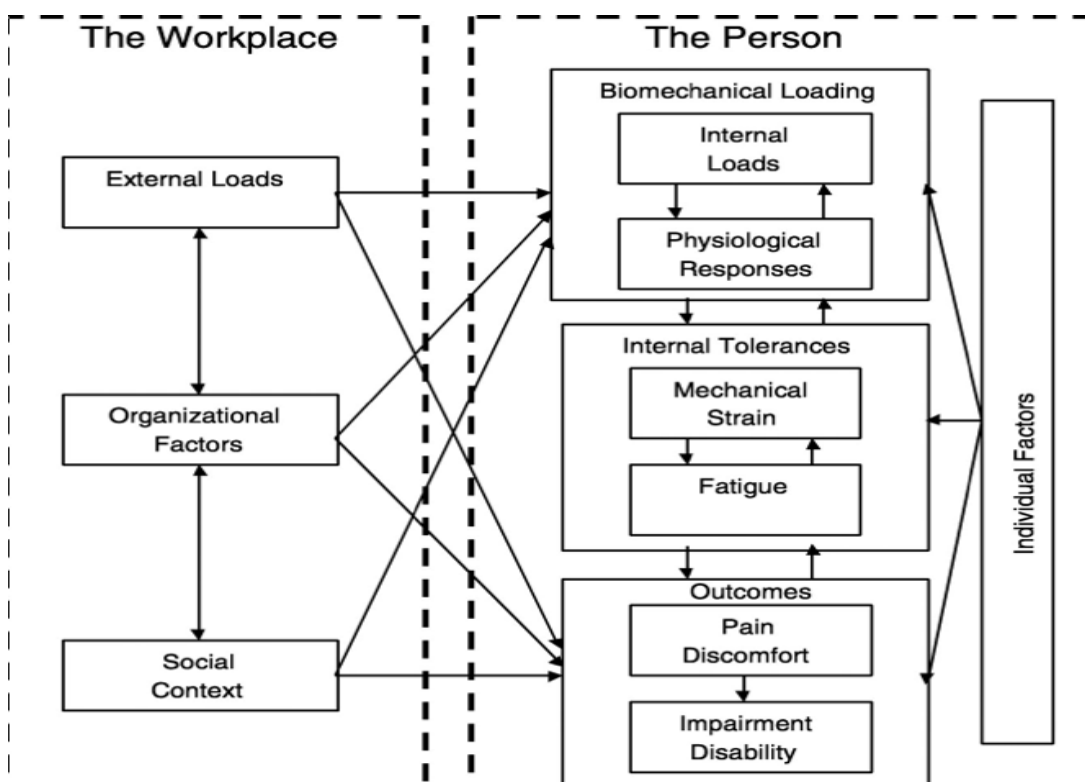 The Workplace
External Loads
Organizational
Factors
Social
Context
The Person
Biomechanical Loading
Internal
Loads
Physiological
Responses
Internal Tolerances
Mechanical
Strain
Fatigue
Outcomes
Pain
Discomfort
Impairment
Disability
Individual Factors